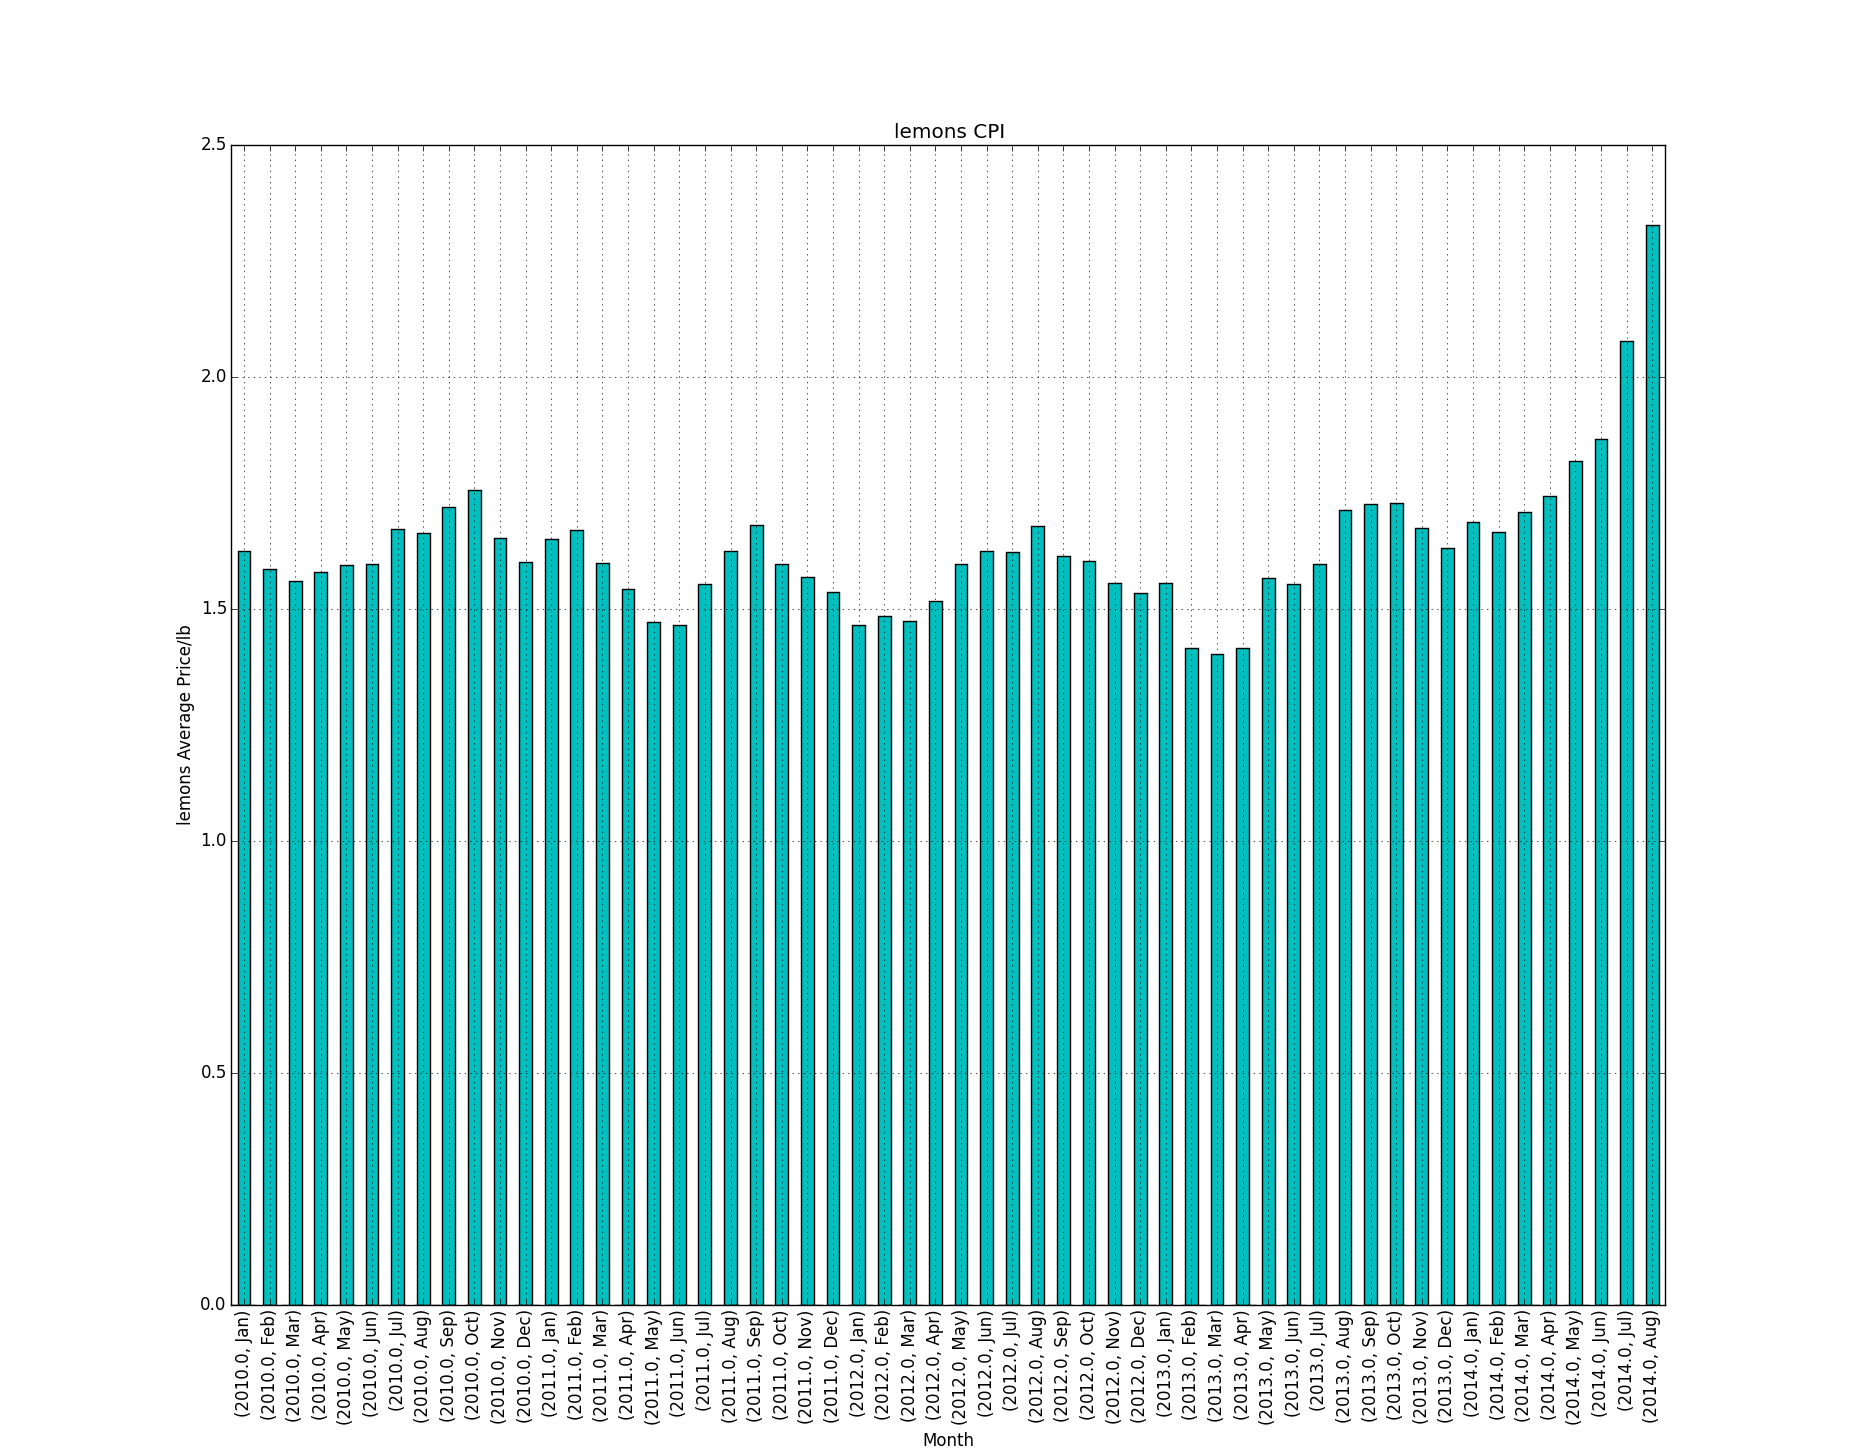 lemons CPI
2.5
2.0
1.5
1.0
0.5
0.0
lemons Average Price/lb
(2010.0, Jan)
(2010.0, Feb)
(2010.0, Mar)
(2010.0, Apr)
(2010.0, May)
(2010.0, Jun)
(2010.0, Jul)
(2010.0, Aug)
(2010.0, Sep)
(2010.0, Oct)
(2010.0, Nov)
(2010.0, Dec)
(2011.0, Jan)
(2011.0, Feb)
(2011.0, Mar)
(2011.0, Apr)
(2011.0, May)
(2011.0, Jun)
(2011.0, Jul)
(2011.0, Aug)
(2011.0, Sep)
(2011.0, Oct)
(2011.0, Nov)
(2011.0, Dec)
(2012.0, Jan)
(2012.0, Feb)
(2012.0, Mar)
(2012.0, Apr)
(2012.0, May)
(2012.0, Jun)
(2012.0, Jul)
(2012.0, Aug)
(2012.0, Sep)
(2012.0, Oct)
(2012.0, Nov)
(2012.0, Dec)
(2013.0, Jan)
(2013.0, Feb)
(2013.0, Mar)
(2013.0, Apr)
(2013.0, May)
(2013.0, Jun)
(2013.0, Jul)
(2013.0, Aug)
(2013.0, Sep)
(2013.0, Oct)
(2013.0, Nov)
(2013.0, Dec)
(2014.0, Jan)
(2014.0, Feb)
(2014.0, Mar)
(2014.0, Apr)
(2014.0, May)
(2014.0, Jun)
(2014.0, Jul)
(2014.0, Aug)
Month